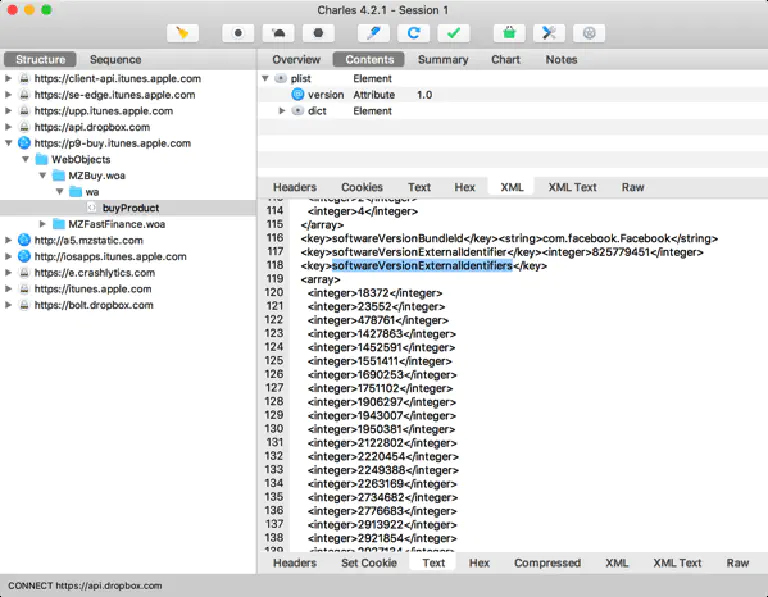 Charles 4.2.1 - Session 1
Structure Sequence
https://client-api.itunes.apple.com
https://se-edge.itunes.apple.com
https://upp.itunes.apple.com
https://api.dropbox.com
https://p9-buy.itunes.apple.com
WebObjects
MZBuy.woa
wa
buyProduct
MZFastFinance.woa
http://a5.mzstatic.com
http://iosapps.itunes.apple.com
https://e.crashlytics.com
https://itunes.apple.com
https://bolt.dropbox.com
Overview Contents Summary Chart Notes
plist Element
version Attribute 1.0
dict Element
Headers Cookies Text Hex XML XML Text Raw
113 <integer>2</integer>
114 <integer>4</integer>
115 </array>
116 <key>softwareVersionBundleId</key><string>com.facebook.Facebook</string>
117 <key>softwareVersionExternalIdentifier</key><integer>825779451</integer>
118 <key>softwareVersionExternalIdentifiers</key>
119 <array>
120 <integer>18372</integer>
121 <integer>23552</integer>
122 <integer>478761</integer>
123 <integer>1427863</integer>
124 <integer>1452591</integer>
125 <integer>1551411</integer>
126 <integer>1690253</integer>
127 <integer>1751102</integer>
128 <integer>1906297</integer>
129 <integer>1943007</integer>
130 <integer>1950381</integer>
131 <integer>2122802</integer>
132 <integer>2220454</integer>
133 <integer>2249388</integer>
134 <integer>2263169</integer>
135 <integer>2734682</integer>
136 <integer>2776683</integer>
137 <integer>2913922</integer>
138 <integer>2921854</integer>
139 <integer>2927134</integer>
Headers Set Cookie Text Hex Compressed XML XML Text Raw
CONNECT https://api.dropbox.com